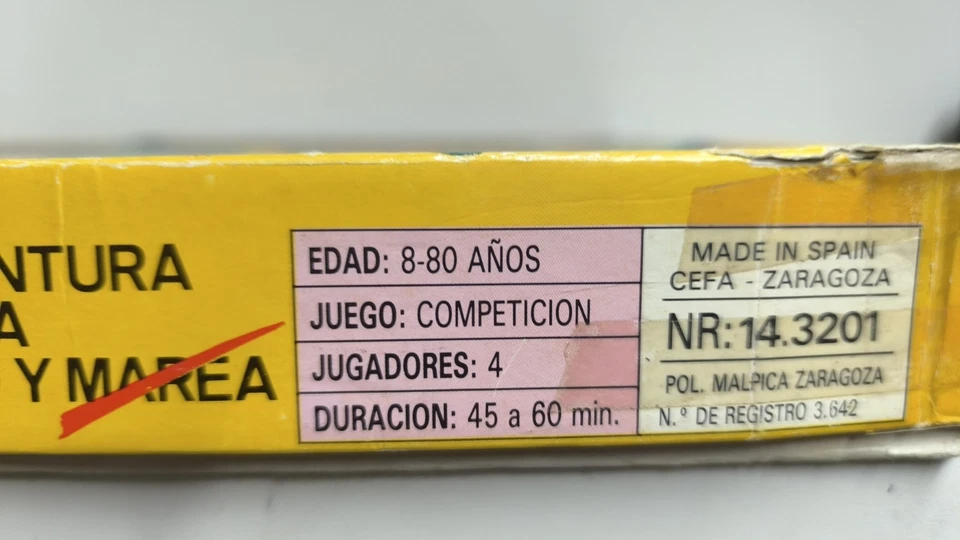 NTURA
A
Y MAREA
EDAD: 8-80 AÑOS
JUEGO: COMPETICION
JUGADORES: 4
DURACION: 45 a 60 min.
MADE IN SPAIN
CEFA - ZARAGOZA
NR: 14.3201
POL. MALPICA ZARAGOZA
N.º DE REGISTRO 3.642